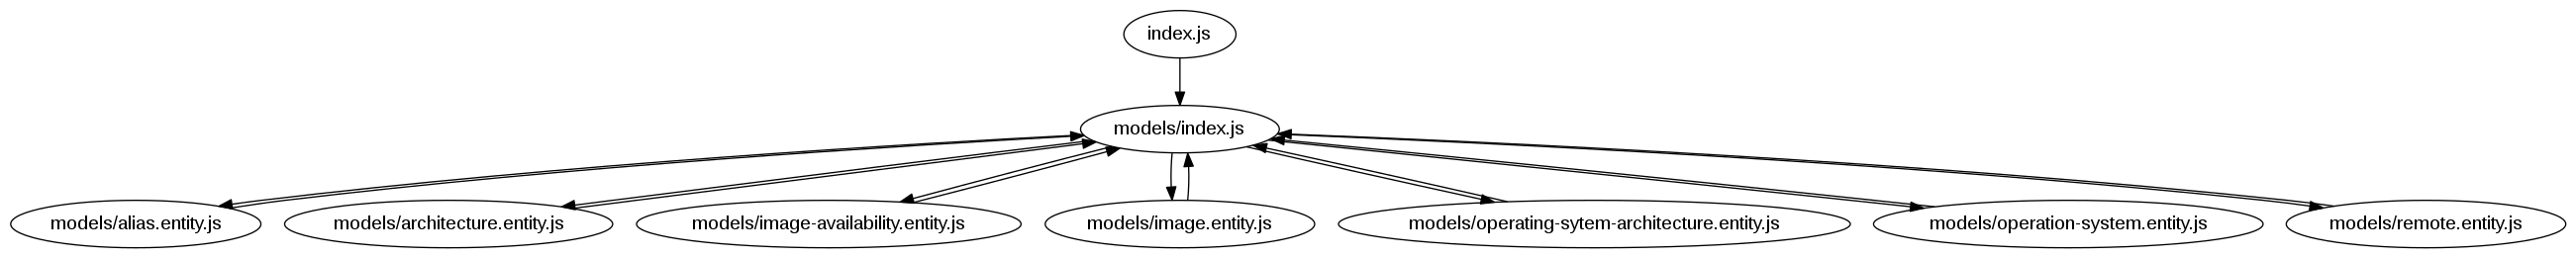 index.js
models/index.js
models/alias.entity.js
models/architecture.entity.js
models/image-availability.entity.js
models/image.entity.js
models/operating-sytem-architecture.entity.js
models/operation-system.entity.js
models/remote.entity.js